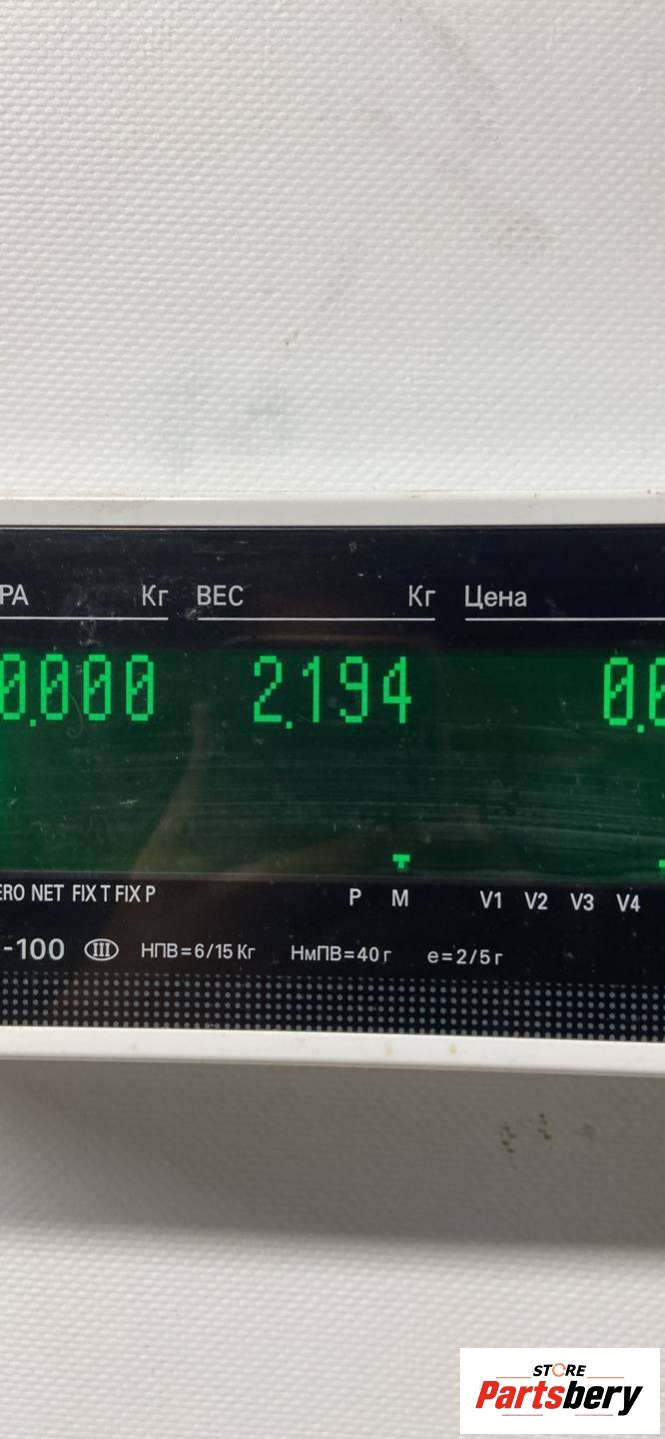 РА Кг ВЕС Кг Цена
0.000 2.194 0.0
ERO NET FIX T FIX P P M V1 V2 V3 V4
-100 III НПВ=6/15 Кг НмПВ=40 г e=2/5 г
STORE
Partsbery